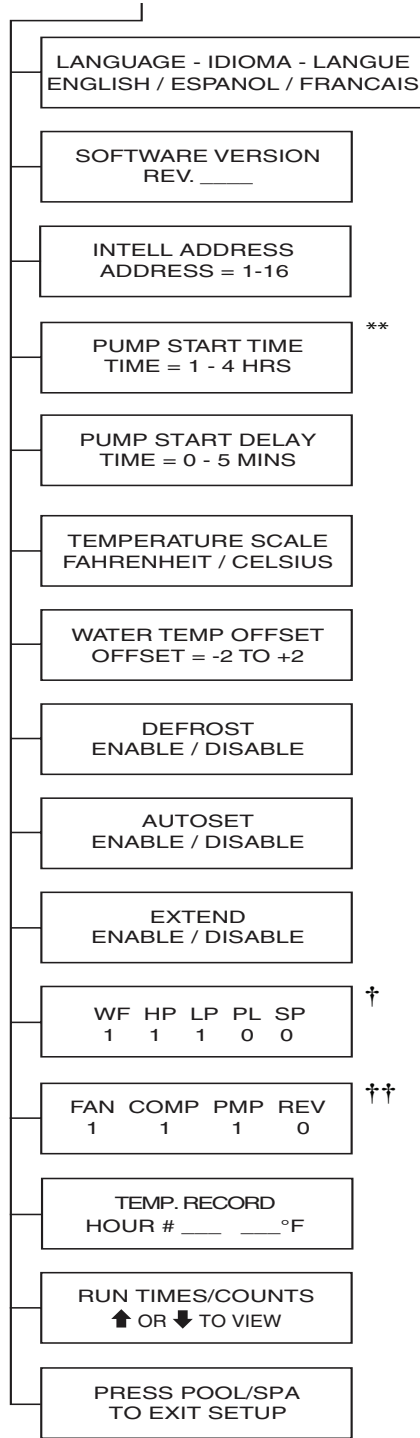 LANGUAGE - IDIOMA - LANGUE
ENGLISH / ESPANOL / FRANCAIS
SOFTWARE VERSION
REV. ____
INTELL ADDRESS
ADDRESS = 1-16
**
PUMP START TIME
TIME = 1 - 4 HRS
PUMP START DELAY
TIME = 0 - 5 MINS
TEMPERATURE SCALE
FAHRENHEIT / CELSIUS
WATER TEMP OFFSET
OFFSET = -2 TO +2
DEFROST
ENABLE / DISABLE
AUTOSET
ENABLE / DISABLE
EXTEND
ENABLE / DISABLE
†
WF HP LP PL SP
1 1 1 0 0
††
FAN COMP PMP REV
1 1 1 0
TEMP. RECORD
HOUR # ___ ___°F
RUN TIMES/COUNTS
⬆ OR ⬇ TO VIEW
PRESS POOL/SPA
TO EXIT SETUP